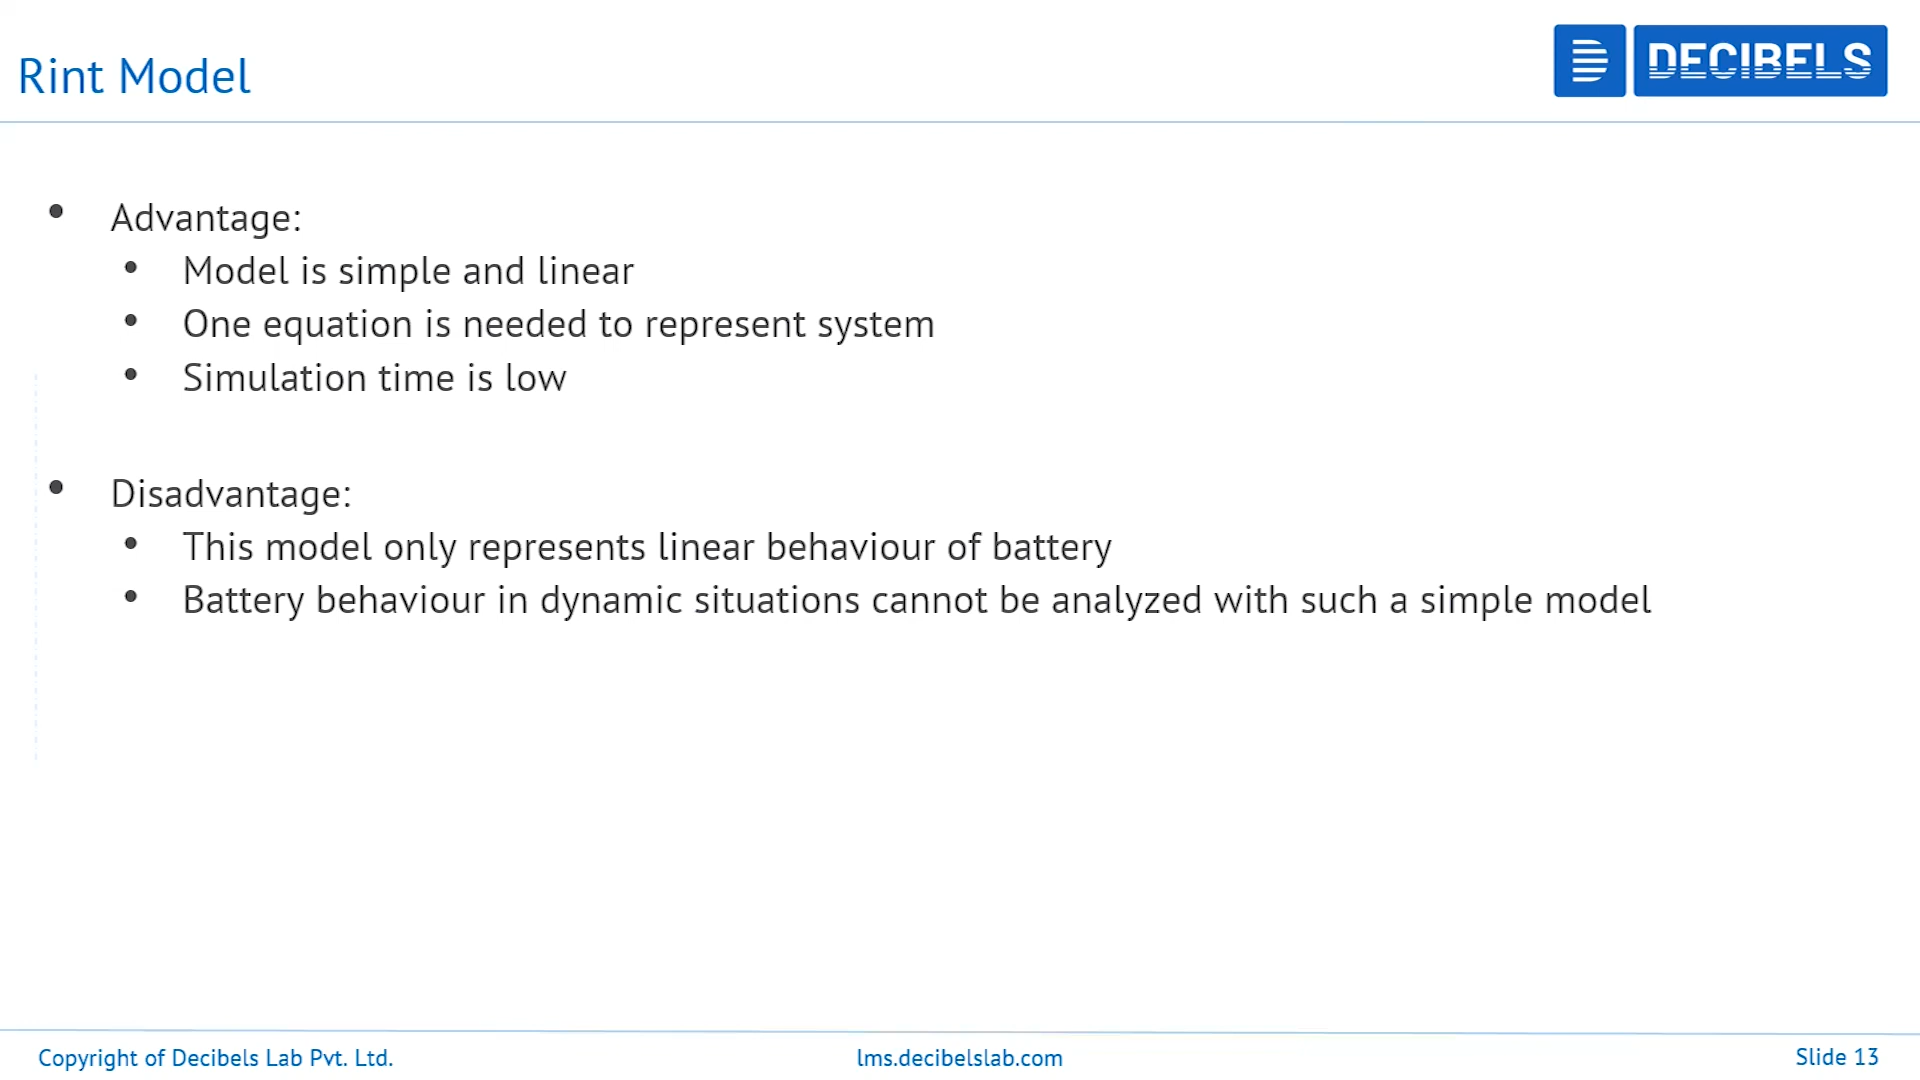 Rint Model
DECIBELS
• Advantage:
• Model is simple and linear
• One equation is needed to represent system
• Simulation time is low
• Disadvantage:
• This model only represents linear behaviour of battery
• Battery behaviour in dynamic situations cannot be analyzed with such a simple model
Copyright of Decibels Lab Pvt. Ltd.
lms.decibelslab.com
Slide 13